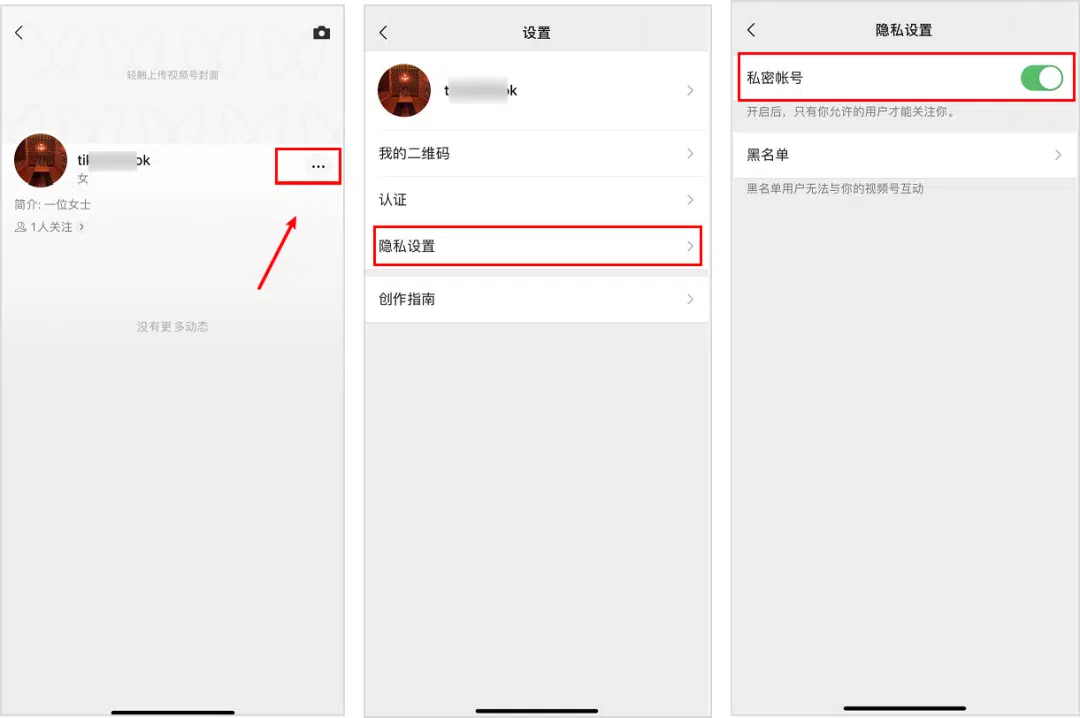 轻触上传视频号封面
tik ok
女
...
简介: 一位女士
1人关注
没有更多动态
设置
t k
我的二维码
认证
隐私设置
创作指南
隐私设置
私密帐号
开启后，只有你允许的用户才能关注你。
黑名单
黑名单用户无法与你的视频号互动